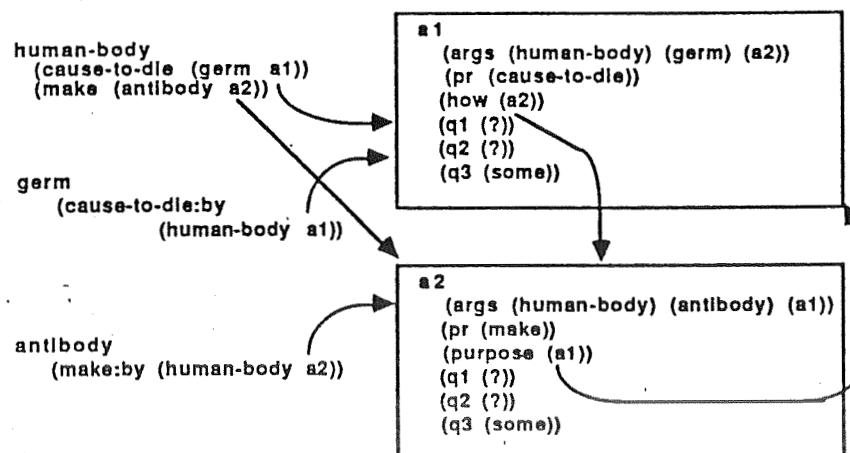 human-body
(cause-to-die (germ a1))
(make (antibody a2))
germ
(cause-to-die:by
(human-body a1))
antibody
(make:by (human-body a2))
a1
(args (human-body) (germ) (a2))
(pr (cause-to-die))
(how (a2))
(q1 (?))
(q2 (?))
(q3 (some))
a2
(args (human-body) (antibody) (a1))
(pr (make))
(purpose (a1))
(q1 (?))
(q2 (?))
(q3 (some))